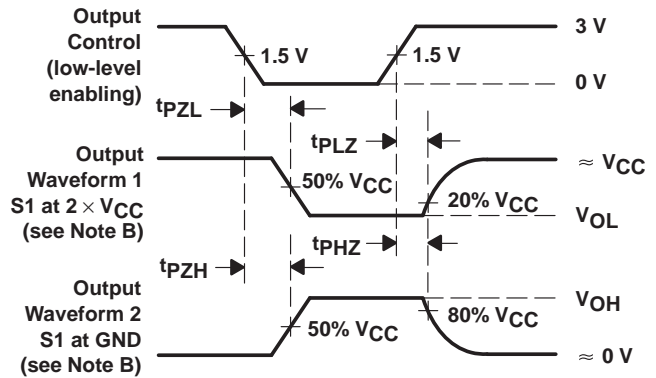 Output
Control
(low-level
enabling)
1.5 V
1.5 V
3 V
0 V
tPZL
tPLZ
Output
Waveform 1
S1 at 2 × VCC
(see Note B)
50% VCC
20% VCC
≈ VCC
VOL
tPZH
tPHZ
Output
Waveform 2
S1 at GND
(see Note B)
50% VCC
80% VCC
VOH
≈ 0 V